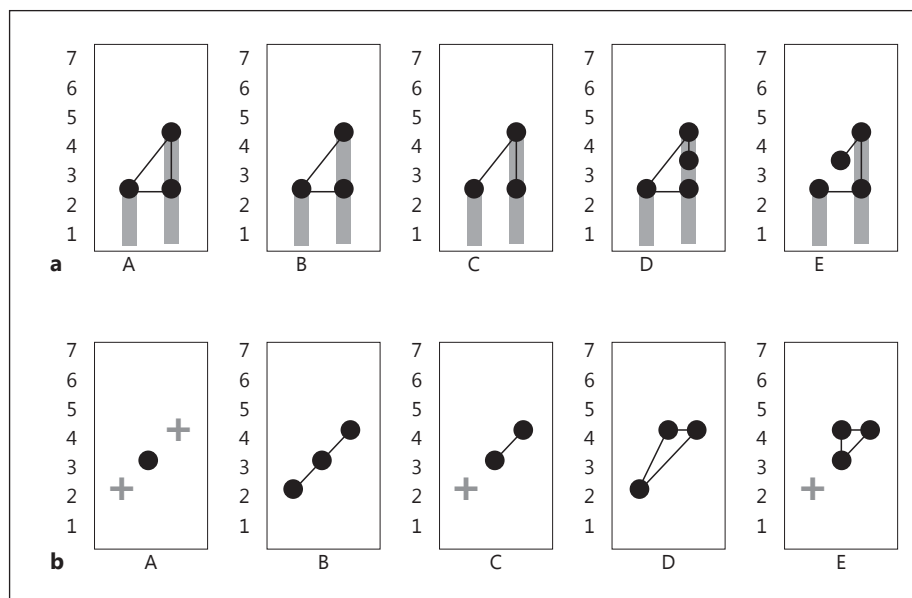 7 7 7 7 7
6 6 6 6 6
5 5 5 5 5
4 4 4 4 4
3 3 3 3 3
2 2 2 2 2
1 1 1 1 1
a A B C D E
7 7 7 7 7
6 6 6 6 6
5 5 5 5 5
4 4 4 4 4
3 3 3 3 3
2 2 2 2 2
1 1 1 1 1
b A B C D E